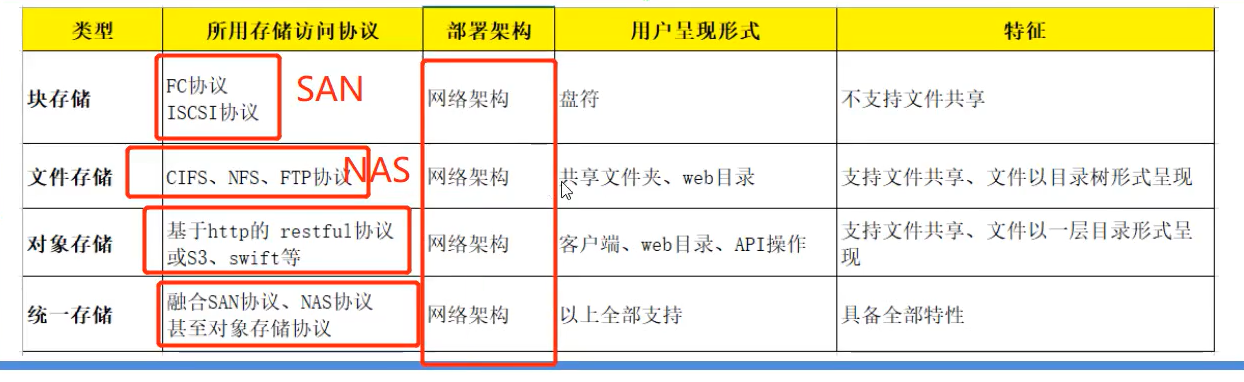 类型 所用存储访问协议 部署架构 用户呈现形式 特征
块存储 FC协议 SAN 网络架构 盘符 不支持文件共享
ISCSI协议
文件存储 CIFS、NFS、FTP协议 NAS 网络架构 共享文件夹、web目录 支持文件共享、文件以目录树形式呈现
对象存储 基于http的 restful协议 网络架构 客户端、web目录、API操作 支持文件共享、文件以一层目录形式呈
或S3、swift等 现
统一存储 融合SAN协议、NAS协议 网络架构 以上全部支持 具备全部特性
甚至对象存储协议